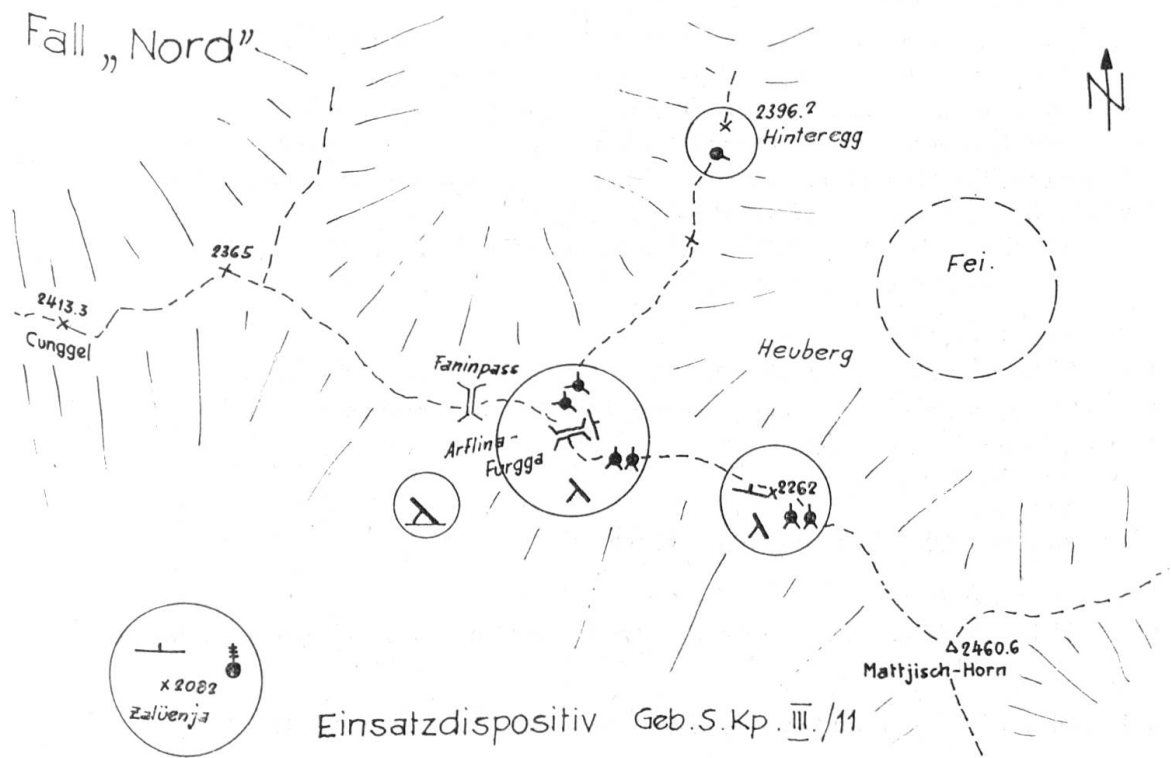 Fall „Nord”
N
2396.2
Hinteregg
2365
2413.3
Cunggel
Fei.
Heuberg
Faninpass
Arflina-
Furgga
2262
2460.6
Mattjisch-Horn
x 2082
Zalüenja
Einsatzdispositiv Geb.S.Kp.III./11